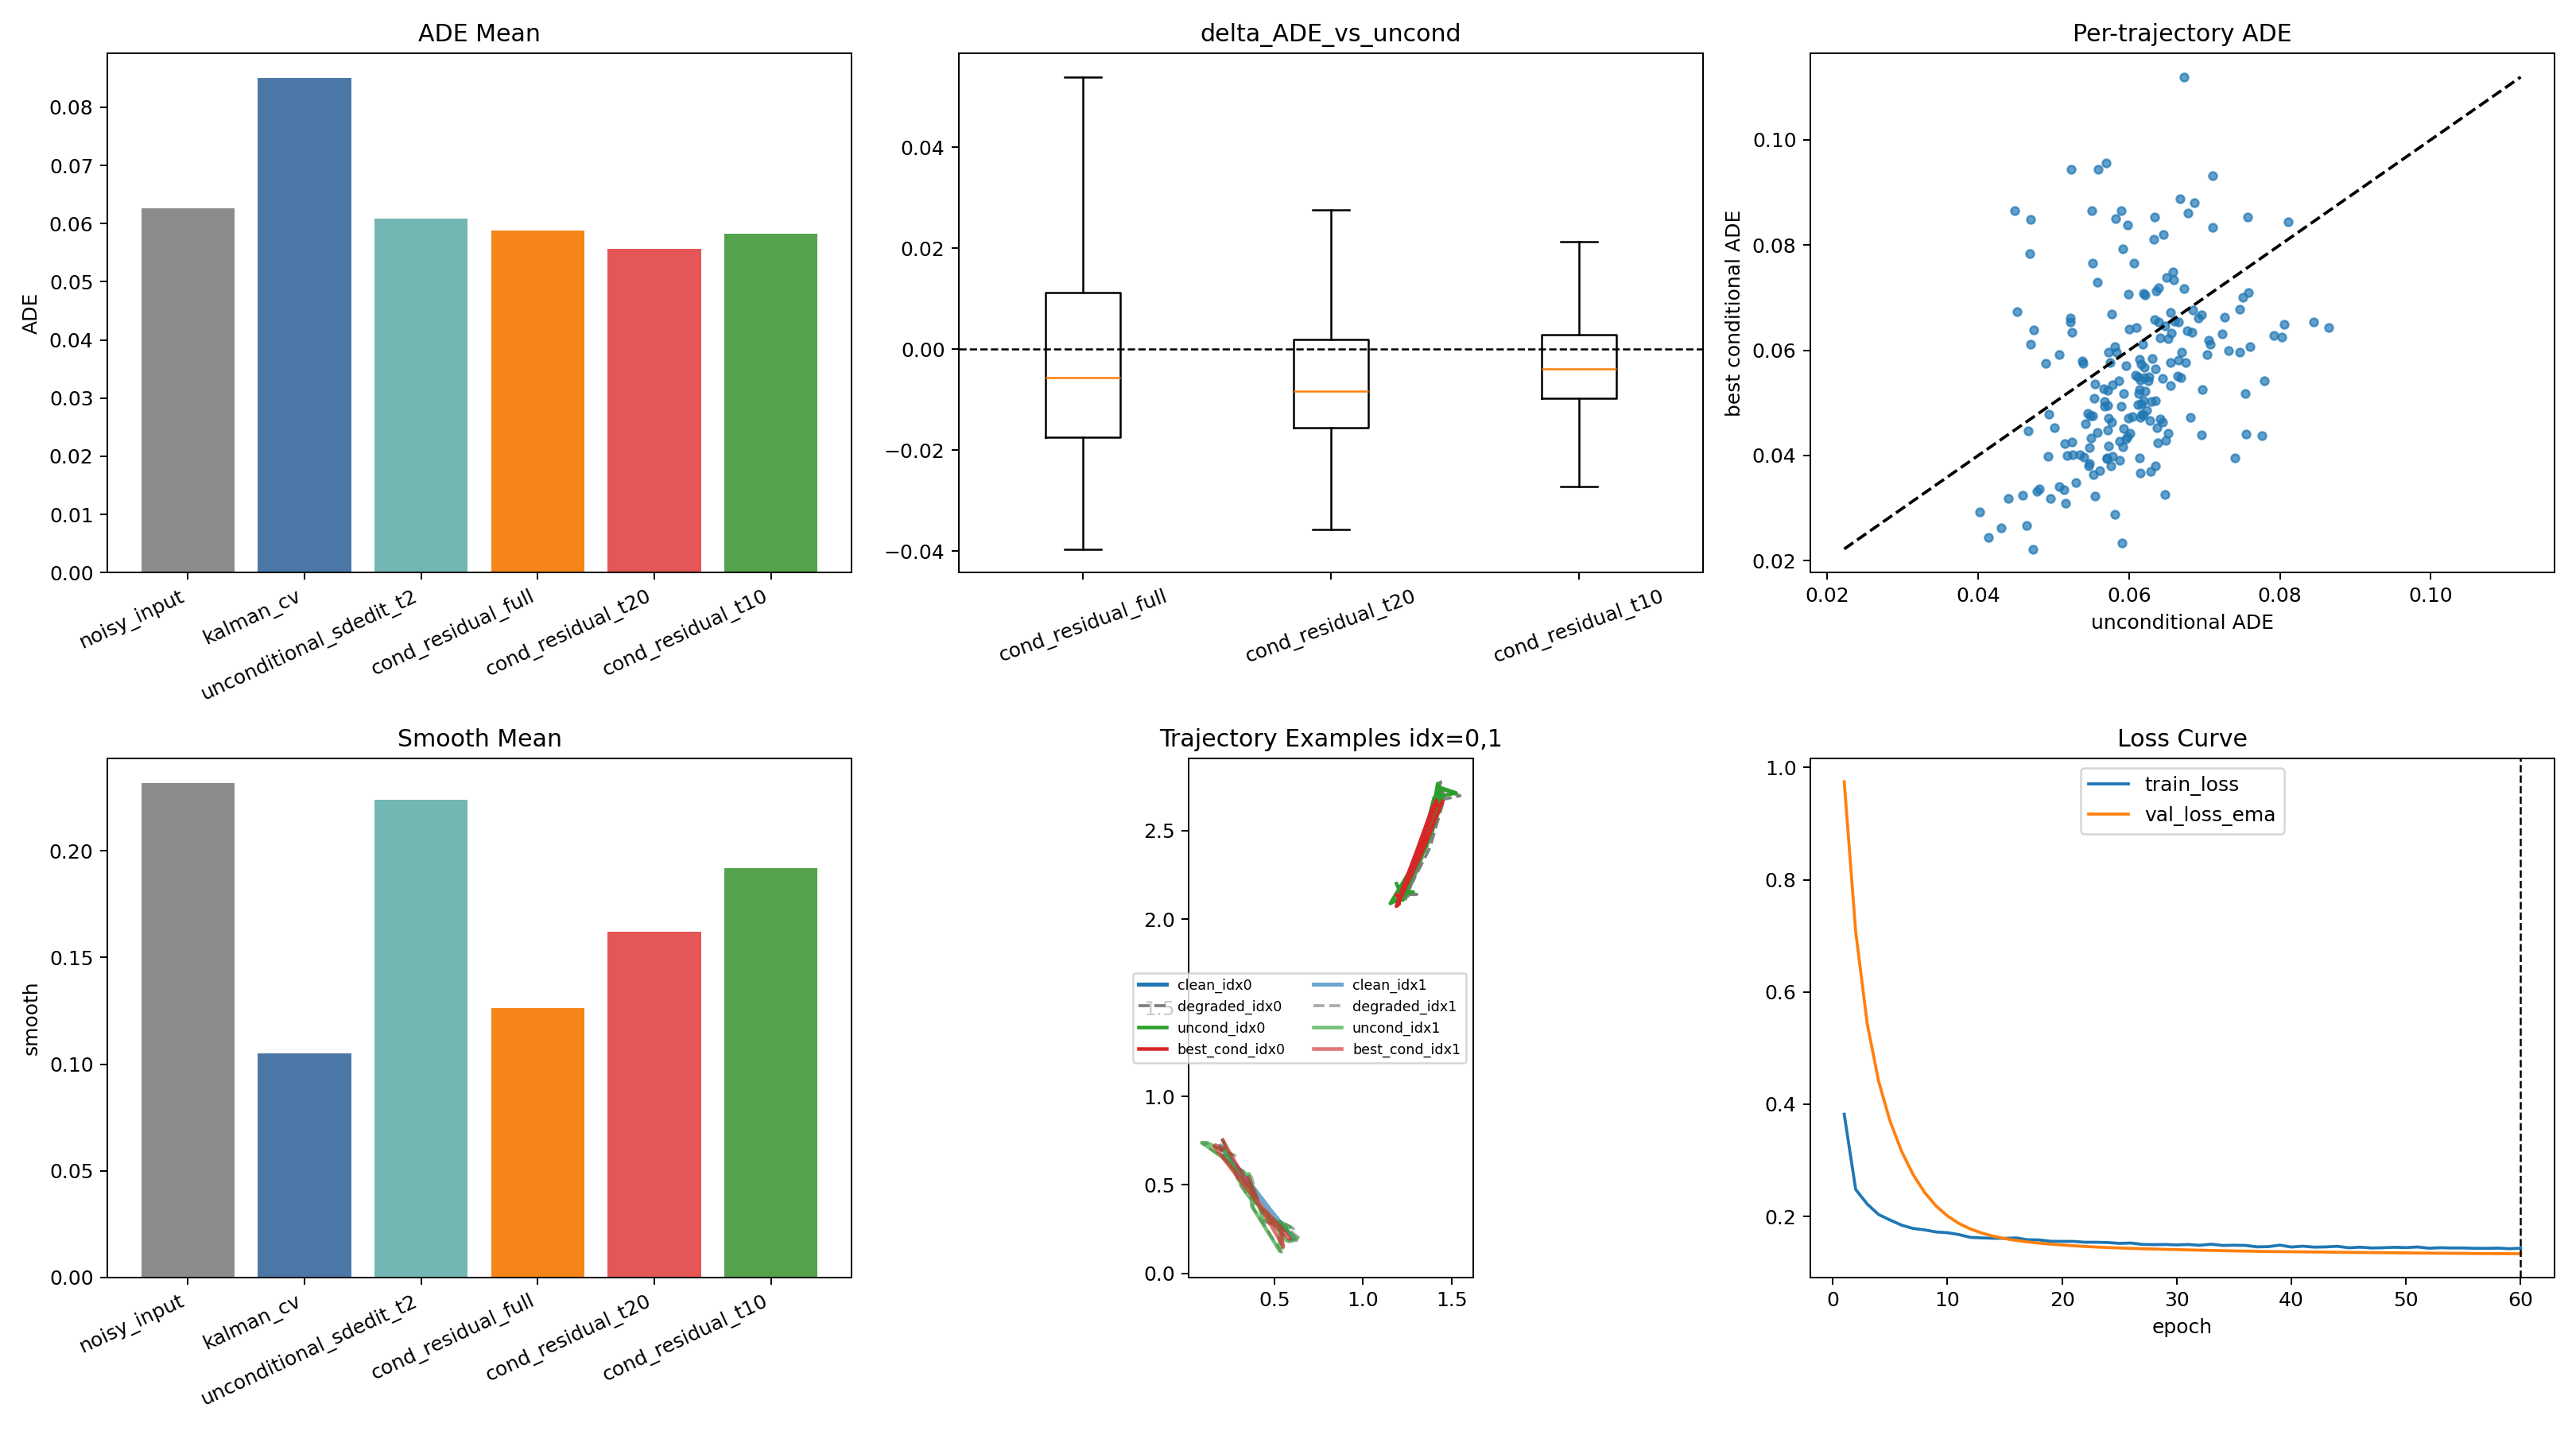 ADE Mean
ADE
0.08
0.07
0.06
0.05
0.04
0.03
0.02
0.01
0.00
noisy_input
kalman_cv
unconditional_sdedit_t2
cond_residual_full
cond_residual_t20
cond_residual_t10
delta_ADE_vs_uncond
0.04
0.02
0.00
−0.02
−0.04
cond_residual_full
cond_residual_t20
cond_residual_t10
Per-trajectory ADE
best conditional ADE
0.10
0.08
0.06
0.04
0.02
0.02
0.04
0.06
0.08
0.10
unconditional ADE
Smooth Mean
smooth
0.20
0.15
0.10
0.05
0.00
noisy_input
kalman_cv
unconditional_sdedit_t2
cond_residual_full
cond_residual_t20
cond_residual_t10
Trajectory Examples idx=0,1
2.5
2.0
1.5
1.0
0.5
0.0
clean_idx0
degraded_idx0
uncond_idx0
best_cond_idx0
clean_idx1
degraded_idx1
uncond_idx1
best_cond_idx1
0.5
1.0
1.5
Loss Curve
train_loss
val_loss_ema
1.0
0.8
0.6
0.4
0.2
0
10
20
30
40
50
60
epoch